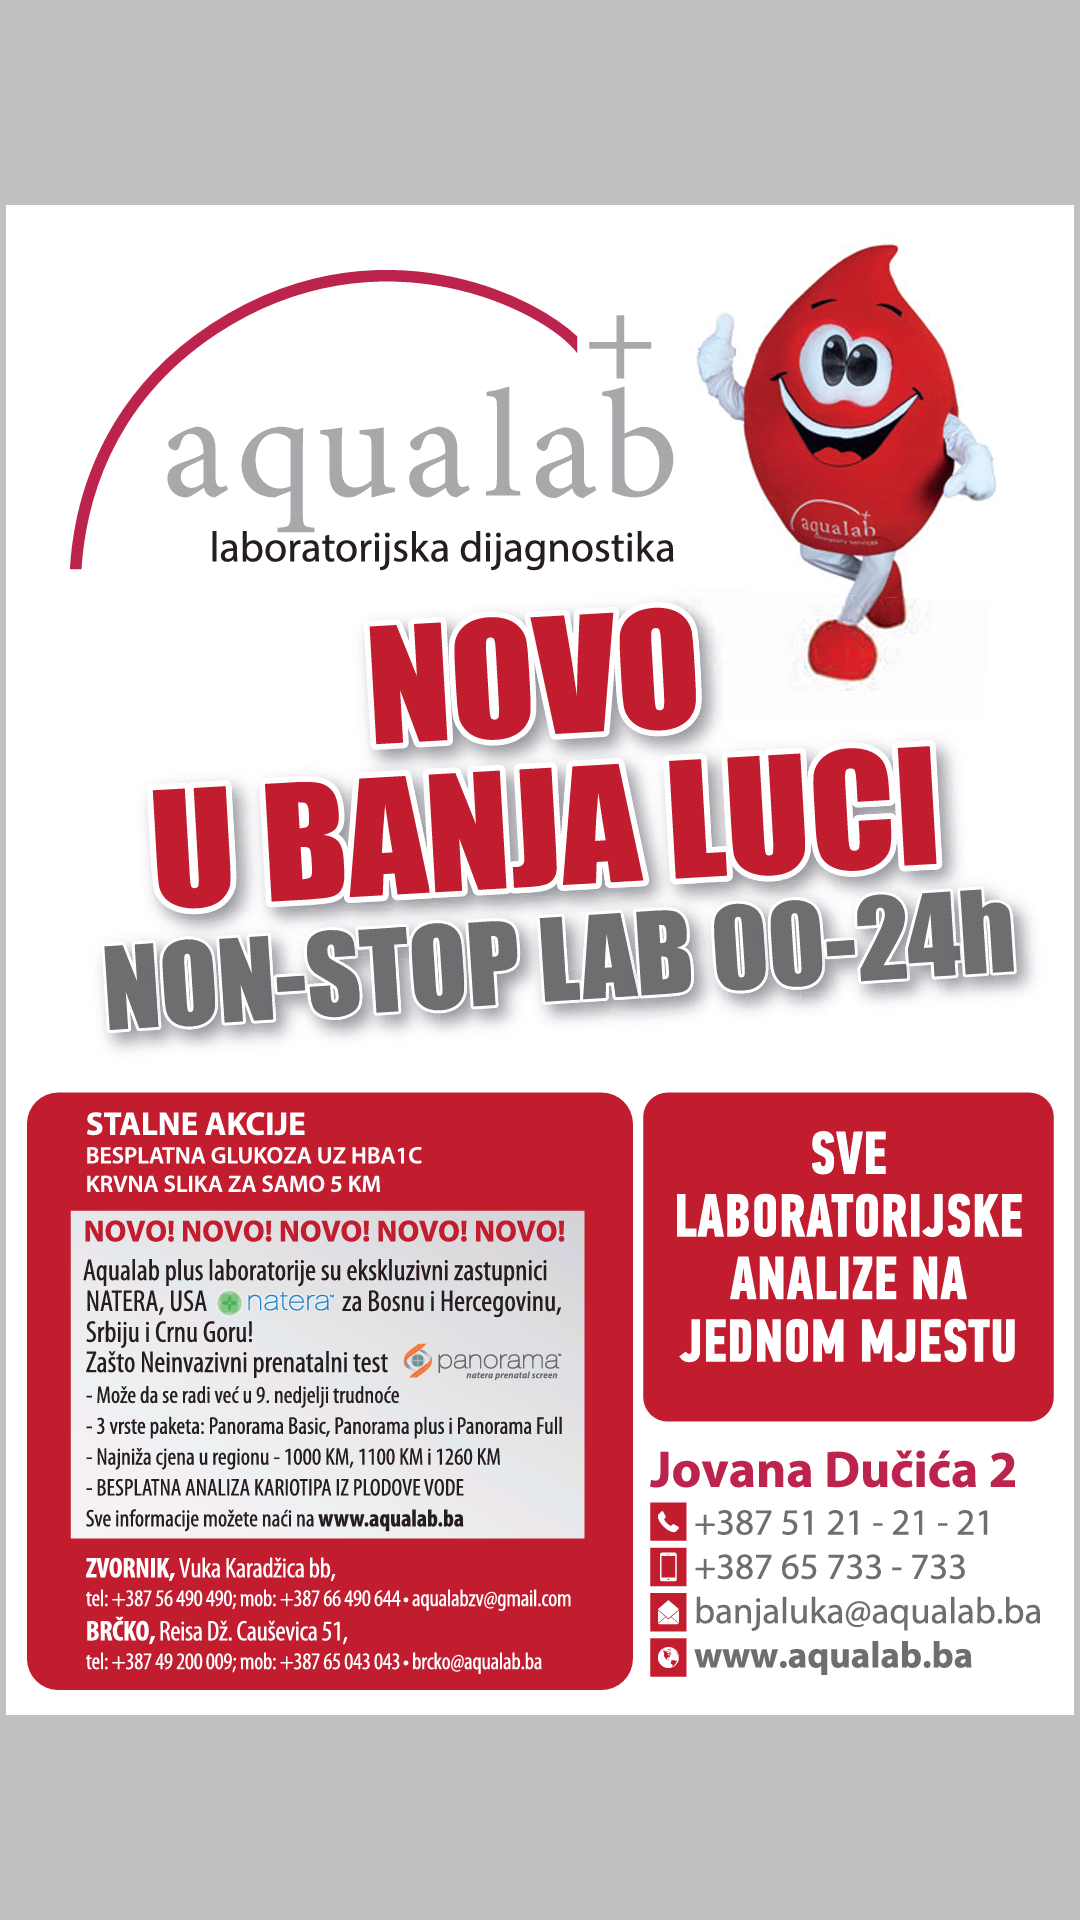 aqualab
laboratorijska dijagnostika
aqualab
NOVO
U BANJA LUCI
NON-STOP LAB 00-24h
STALNE AKCIJE
BESPLATNA GLUKOZA UZ HBA1C
KRVNA SLIKA ZA SAMO 5 KM
NOVO! NOVO! NOVO! NOVO! NOVO!
Aqualab plus laboratorije su ekskluzivni zastupnici
NATERA, USA natera™ za Bosnu i Hercegovinu,
Srbiju i Crnu Goru!
Zašto Neinvazivni prenatalni test panorama
natera prenatal screen
- Može da se radi već u 9. nedjelji trudnoće
- 3 vrste paketa: Panorama Basic, Panorama plus i Panorama Full
- Najniža cjena u regionu - 1000 KM, 1100 KM i 1260 KM
- BESPLATNA ANALIZA KARIOTIPA IZ PLODOVE VODE
Sve informacije možete naći na www.aqualab.ba
ZVORNIK, Vuka Karadžica bb,
tel: +387 56 490 490; mob: +387 66 490 644 • aqualabzv@gmail.com
BRČKO, Reisa Dž. Cauševica 51,
tel: +387 49 200 009; mob: +387 65 043 043 • brcko@aqualab.ba
SVE
LABORATORIJSKE
ANALIZE NA
JEDNOM MJESTU
Jovana Dučića 2
+387 51 21 - 21 - 21
+387 65 733 - 733
banjaluka@aqualab.ba
www.aqualab.ba